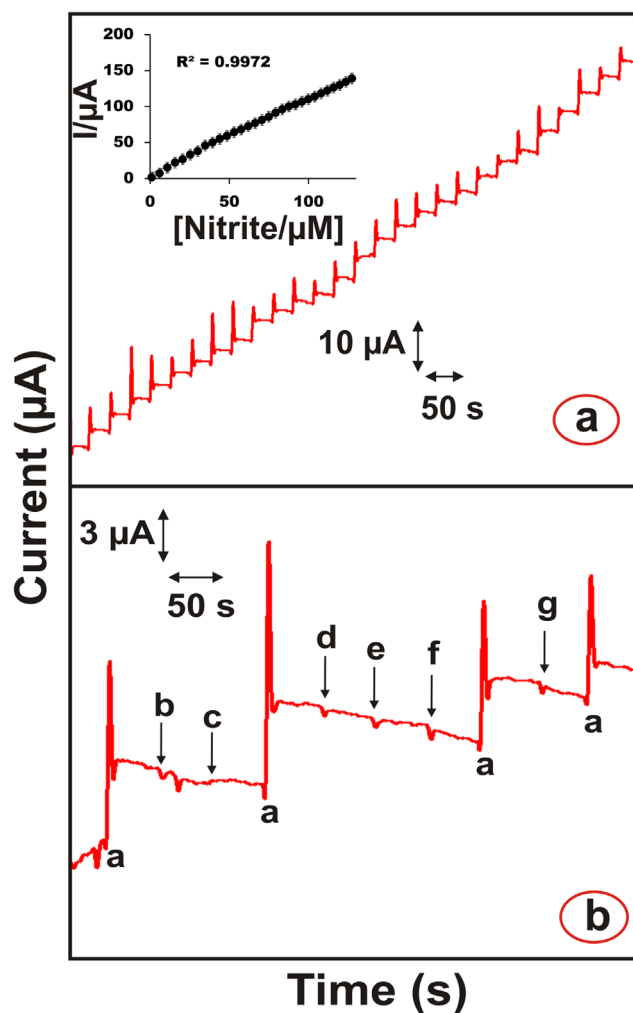 200
150
100
50
0
R² = 0.9972
I/µA
0
50
100
[Nitrite/µM]
10 µA
50 s
a
Current (µA)
3 µA
50 s
a
b
c
a
d
e
f
a
g
a
b
Time (s)